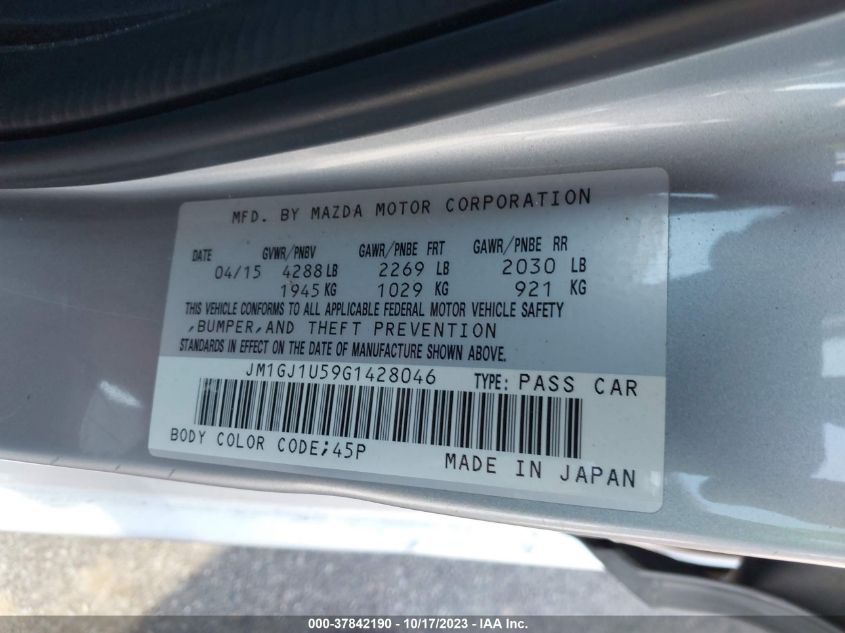 MFD. BY MAZDA MOTOR CORPORATION
DATE GVWR/PNBV GAWR/PNBE FRT GAWR/PNBE RR
04/15 4288 LB 2269 LB 2030 LB
1945 KG 1029 KG 921 KG
THIS VEHICLE CONFORMS TO ALL APPLICABLE FEDERAL MOTOR VEHICLE SAFETY
,BUMPER,AND THEFT PREVENTION
STANDARDS IN EFFECT ON THE DATE OF MANUFACTURE SHOWN ABOVE.
JM1GJ1U59G1428046 TYPE: PASS CAR
BODY COLOR CODE;45P
MADE IN JAPAN
000-37842190 - 10/17/2023 - IAA Inc.